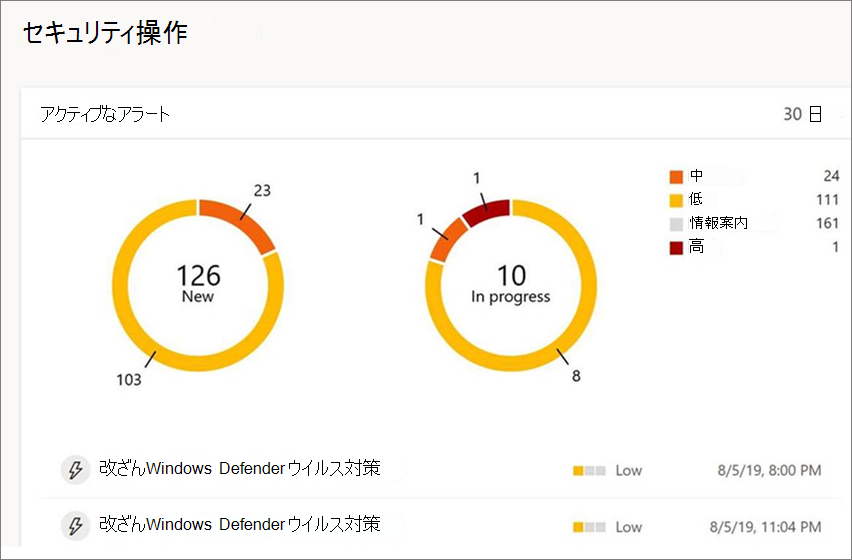 セキュリティ操作
アクティブなアラート 30 日
23
126
New
103
1
1
10
In progress
8
中 24
低 111
情報案内 161
高 1
改ざんWindows Defenderウイルス対策 Low 8/5/19, 8:00 PM
改ざんWindows Defenderウイルス対策 Low 8/5/19, 11:04 PM